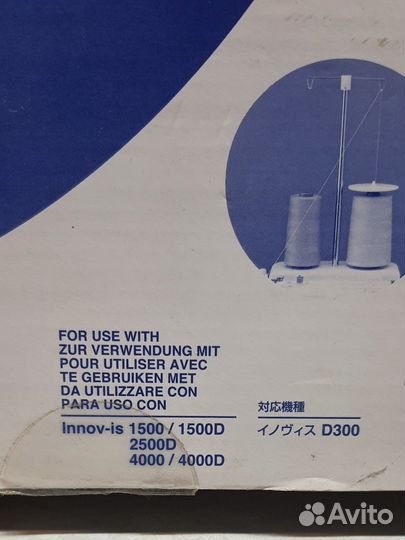 FOR USE WITH
ZUR VERWENDUNG MIT
POUR UTILISER AVEC
TE GEBRUIKEN MET
DA UTILIZZARE CON
PARA USO CON
Innov-is 1500 / 1500D
2500D
4000 / 4000D
対応機種
イノヴィス D300
Avito